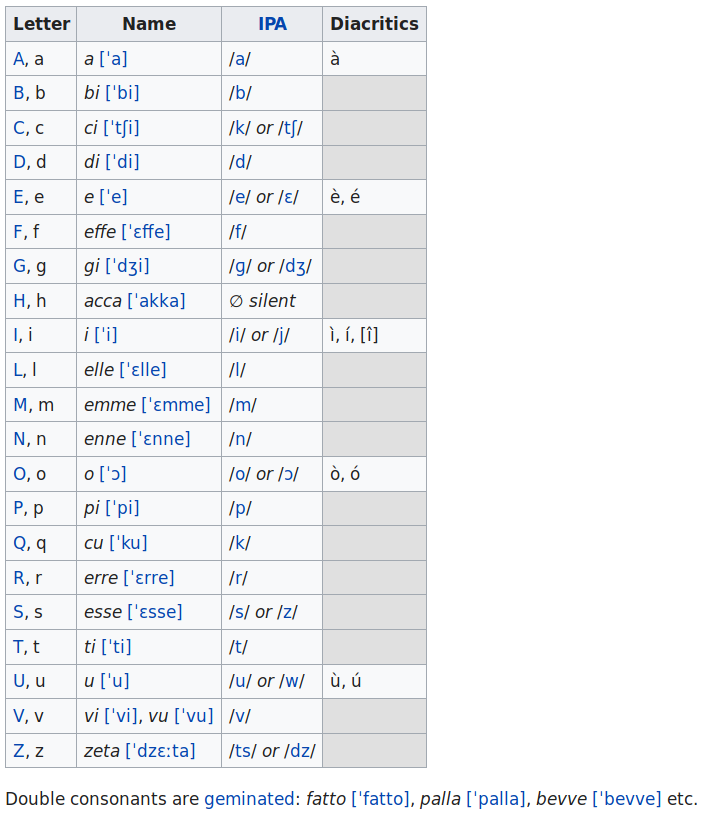 Letter Name IPA Diacritics
A, a a [ˈa] /a/ à
B, b bi [ˈbi] /b/
C, c ci [ˈtʃi] /k/ or /tʃ/
D, d di [ˈdi] /d/
E, e e [ˈe] /e/ or /ɛ/ è, é
F, f effe [ˈɛffe] /f/
G, g gi [ˈdʒi] /ɡ/ or /dʒ/
H, h acca [ˈakka] ∅ silent
I, i i [ˈi] /i/ or /j/ ì, í, [î]
L, l elle [ˈɛlle] /l/
M, m emme [ˈɛmme] /m/
N, n enne [ˈɛnne] /n/
O, o o [ˈɔ] /o/ or /ɔ/ ò, ó
P, p pi [ˈpi] /p/
Q, q cu [ˈku] /k/
R, r erre [ˈɛrre] /r/
S, s esse [ˈɛsse] /s/ or /z/
T, t ti [ˈti] /t/
U, u u [ˈu] /u/ or /w/ ù, ú
V, v vi [ˈvi], vu [ˈvu] /v/
Z, z zeta [ˈdzɛːta] /ts/ or /dz/
Double consonants are geminated: fatto [ˈfatto], palla [ˈpalla], bevve [ˈbevve] etc.